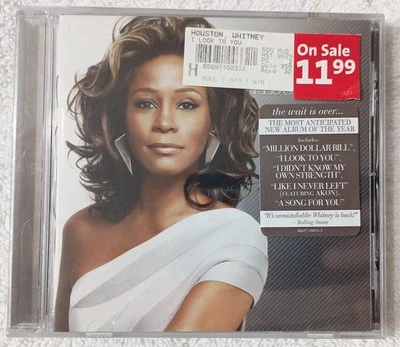 HOUSTON, WHITNEY
I LOOK TO YOU
On Sale
11.99
H
the wait is over...
THE MOST ANTICIPATED
NEW ALBUM OF THE YEAR
Includes
"MILLION DOLLAR BILL",
"I LOOK TO YOU",
"I DIDN'T KNOW MY
OWN STRENGTH",
"LIKE I NEVER LEFT"
(FEATURING AKON),
"A SONG FOR YOU"
"It's unmistakable: Whitney is back!"
- Rolling Stone